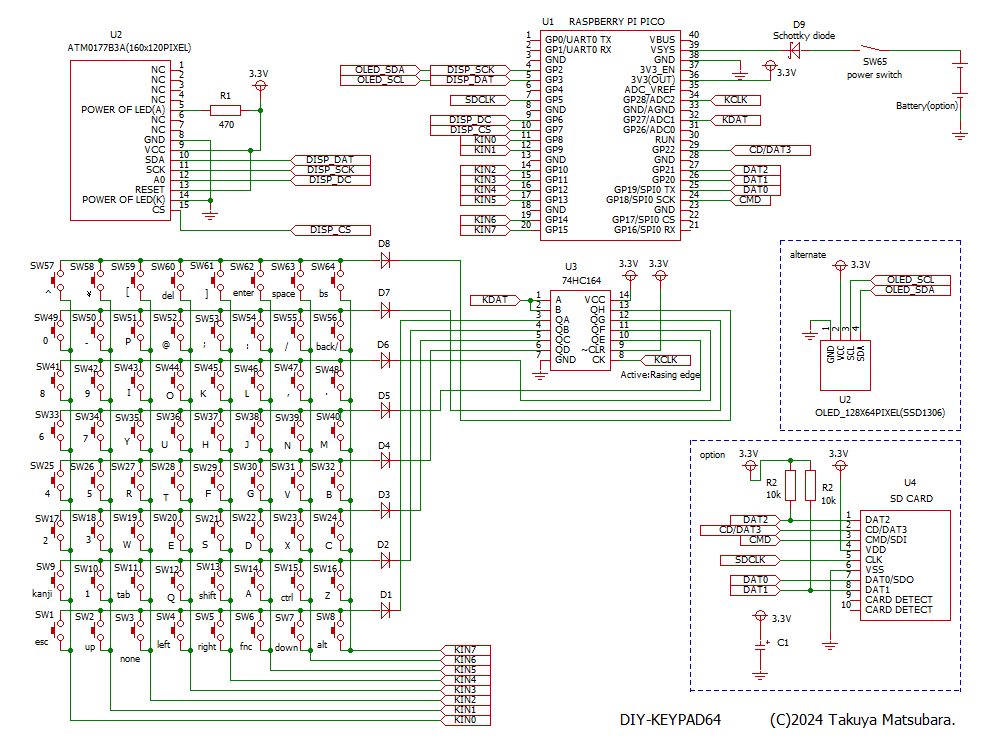 U2
ATM0177B3A(160x120PIXEL)
NC 1
NC 2
NC 3
NC 4
POWER OF LED(A) 5
NC 6
NC 7
GND 8
VCC 9
SDA 10
SCK 11
A0 12
RESET 13
POWER OF LED(K) 14
CS 15
3.3V
R1
470
DISP_DAT
DISP_SCK
DISP_DC
DISP_CS
U1 RASPBERRY PI PICO
1 GP0/UART0 TX VBUS 40
2 GP1/UART0 RX VSYS 39
3 GND GND 38
OLED_SDA DISP_SCK 4 GP2 3V3_EN 37
OLED_SCL DISP_DAT 5 GP3 3V3(OUT) 36
6 GP4 ADC_VREF 35
SDCLK 7 GP5 GP28/ADC2 34 KCLK
8 GND GND/AGND 33
DISP_DC 9 GP6 GP27/ADC1 32 KDAT
DISP_CS 10 GP7 GP26/ADC0 31
KIN0 11 GP8 RUN 30
KIN1 12 GP9 GP22 29 CD/DAT3
13 GND GND 28
KIN2 14 GP10 GP21 27 DAT2
KIN3 15 GP11 GP20 26 DAT1
KIN4 16 GP12 GP19/SPI0 TX 25 DAT0
KIN5 17 GP13 GP18/SPI0 SCK 24 CMD
18 GND GND 23
KIN6 19 GP14 GP17/SPI0 CS 22
KIN7 20 GP15 GP16/SPI0 RX 21
3.3V
D9
Schottky diode
SW65
power switch
Battery(option)
SW57 SW58 SW59 SW60 SW61 SW62 SW63 SW64 D8
^ ¥ [ del ] enter space bs
SW49 SW50 SW51 SW52 SW53 SW54 SW55 SW56 D7
0 - P @ ; : / back/
SW41 SW42 SW43 SW44 SW45 SW46 SW47 SW48 D6
8 9 I O K L , .
SW33 SW34 SW35 SW36 SW37 SW38 SW39 SW40 D5
6 7 Y U H J N M
SW25 SW26 SW27 SW28 SW29 SW30 SW31 SW32 D4
4 5 R T F G V B
SW17 SW18 SW19 SW20 SW21 SW22 SW23 SW24 D3
2 3 W E S D X C
SW9 SW10 SW11 SW12 SW13 SW14 SW15 SW16 D2
kanji 1 tab Q shift A ctrl Z
SW1 SW2 SW3 SW4 SW5 SW6 SW7 SW8 D1
esc up none left right fnc down alt
KIN7
KIN6
KIN5
KIN4
KIN3
KIN2
KIN1
KIN0
U3
74HC164
3.3V 3.3V
KDAT 1 A VCC 14
2 B QH 13
3 QA QG 12
4 QB QF 11
5 QC QE 10
6 QD ~CLR 9
7 GND CK 8 KCLK
Active:Rasing edge
alternate
3.3V
OLED_SCL
OLED_SDA
1 2 3 4
GND VCC SCL SDA
U2
OLED_128X64PIXEL(SSD1306)
option
3.3V
3.3V
R2
10k
R2
10k
U4
SD CARD
DAT2 1 DAT2
CD/DAT3 2 CD/DAT3
CMD 3 CMD/SDI
4 VDD
SDCLK 5 CLK
6 VSS
DAT0 7 DAT0/SDO
DAT1 8 DAT1
9 CARD DETECT
10 CARD DETECT
3.3V
+ C1
DIY-KEYPAD64
(C)2024 Takuya Matsubara.